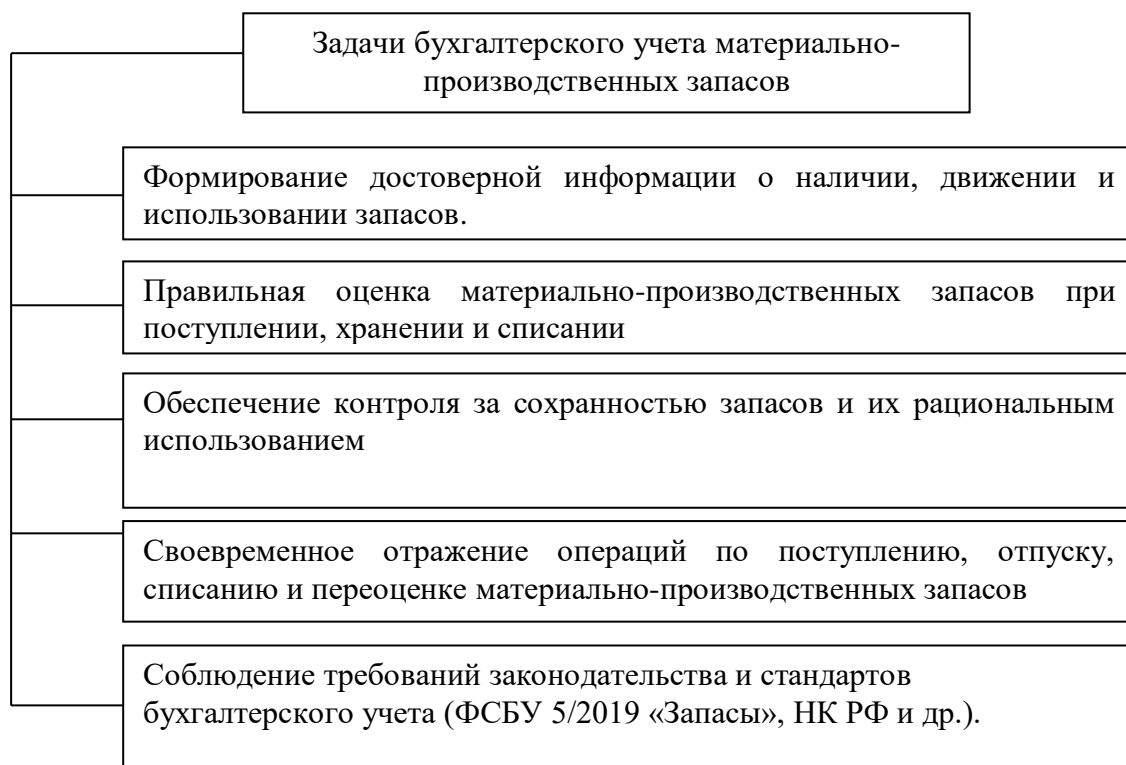 Задачи бухгалтерского учета материально-
производственных запасов
Формирование достоверной информации о наличии, движении и
использовании запасов.
Правильная оценка материально-производственных запасов при
поступлении, хранении и списании
Обеспечение контроля за сохранностью запасов и их рациональным
использованием
Своевременное отражение операций по поступлению, отпуску,
списанию и переоценке материально-производственных запасов
Соблюдение требований законодательства и стандартов
бухгалтерского учета (ФСБУ 5/2019 «Запасы», НК РФ и др.).